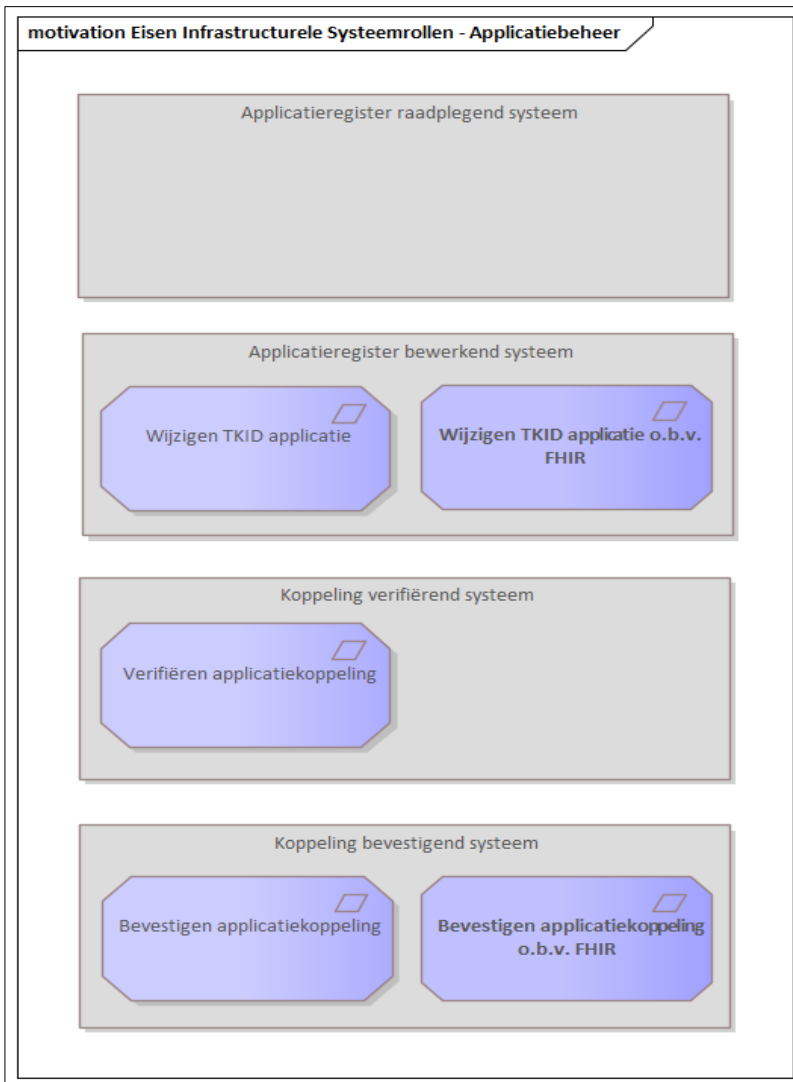 motivation Eisen Infrastructurele Systeemrollen - Applicatiebeheer
Applicatieregister raadplegend systeem
Applicatieregister bewerkend systeem
Wijzigen TKID applicatie
Wijzigen TKID applicatie o.b.v.
FHIR
Koppeling verifiërend systeem
Verifiëren applicatiekoppeling
Koppeling bevestigend systeem
Bevestigen applicatiekoppeling
Bevestigen applicatiekoppeling
o.b.v. FHIR